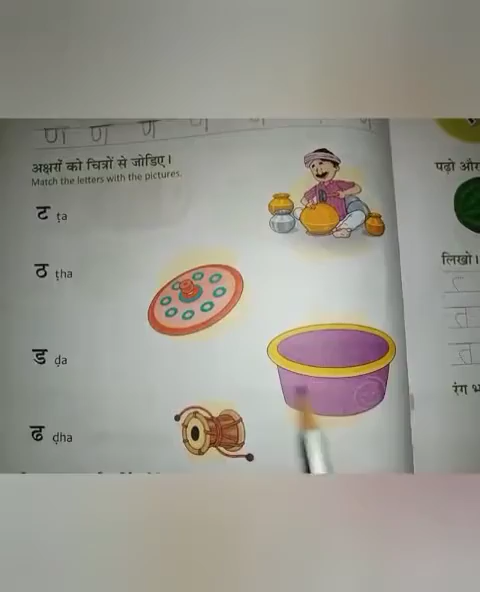 ण ण ण ण
अक्षरों को चित्रों से जोडिए।
Match the letters with the pictures.
ट ṭa
ठ ṭha
ड ḍa
ढ ḍha
पढ़ो और
लिखो।
त
त
रंग भ